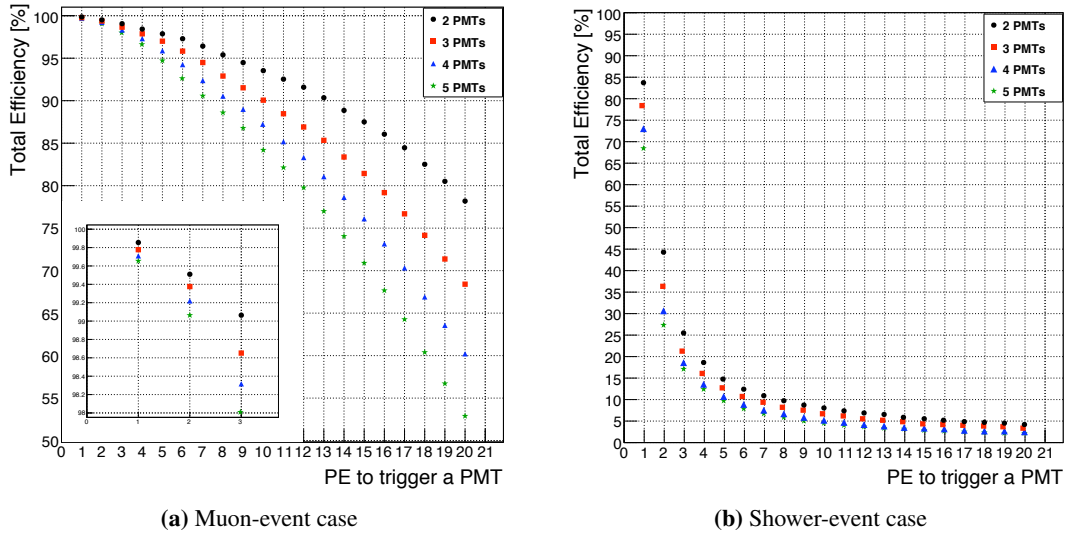 Total Efficiency [%]
100
95
90
85
80
75
70
65
60
55
50
2 PMTs
3 PMTs
4 PMTs
5 PMTs
100
99.8
99.6
99.4
99.2
99
98.8
98.6
98.4
98.2
98
0 1 2 3
0 1 2 3 4 5 6 7 8 9 10 11 12 13 14 15 16 17 18 19 20 21
PE to trigger a PMT
(a) Muon-event case
Total Efficiency [%]
100
95
90
85
80
75
70
65
60
55
50
45
40
35
30
25
20
15
10
5
0
2 PMTs
3 PMTs
4 PMTs
5 PMTs
0 1 2 3 4 5 6 7 8 9 10 11 12 13 14 15 16 17 18 19 20 21
PE to trigger a PMT
(b) Shower-event case